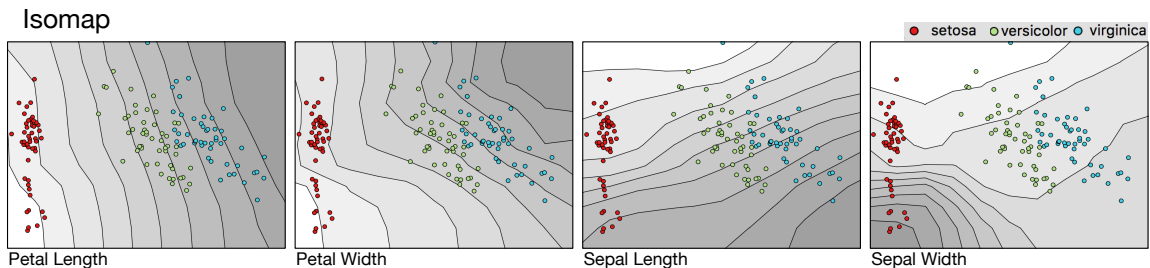 Isomap
setosa versicolor virginica
Petal Length
Petal Width
Sepal Length
Sepal Width